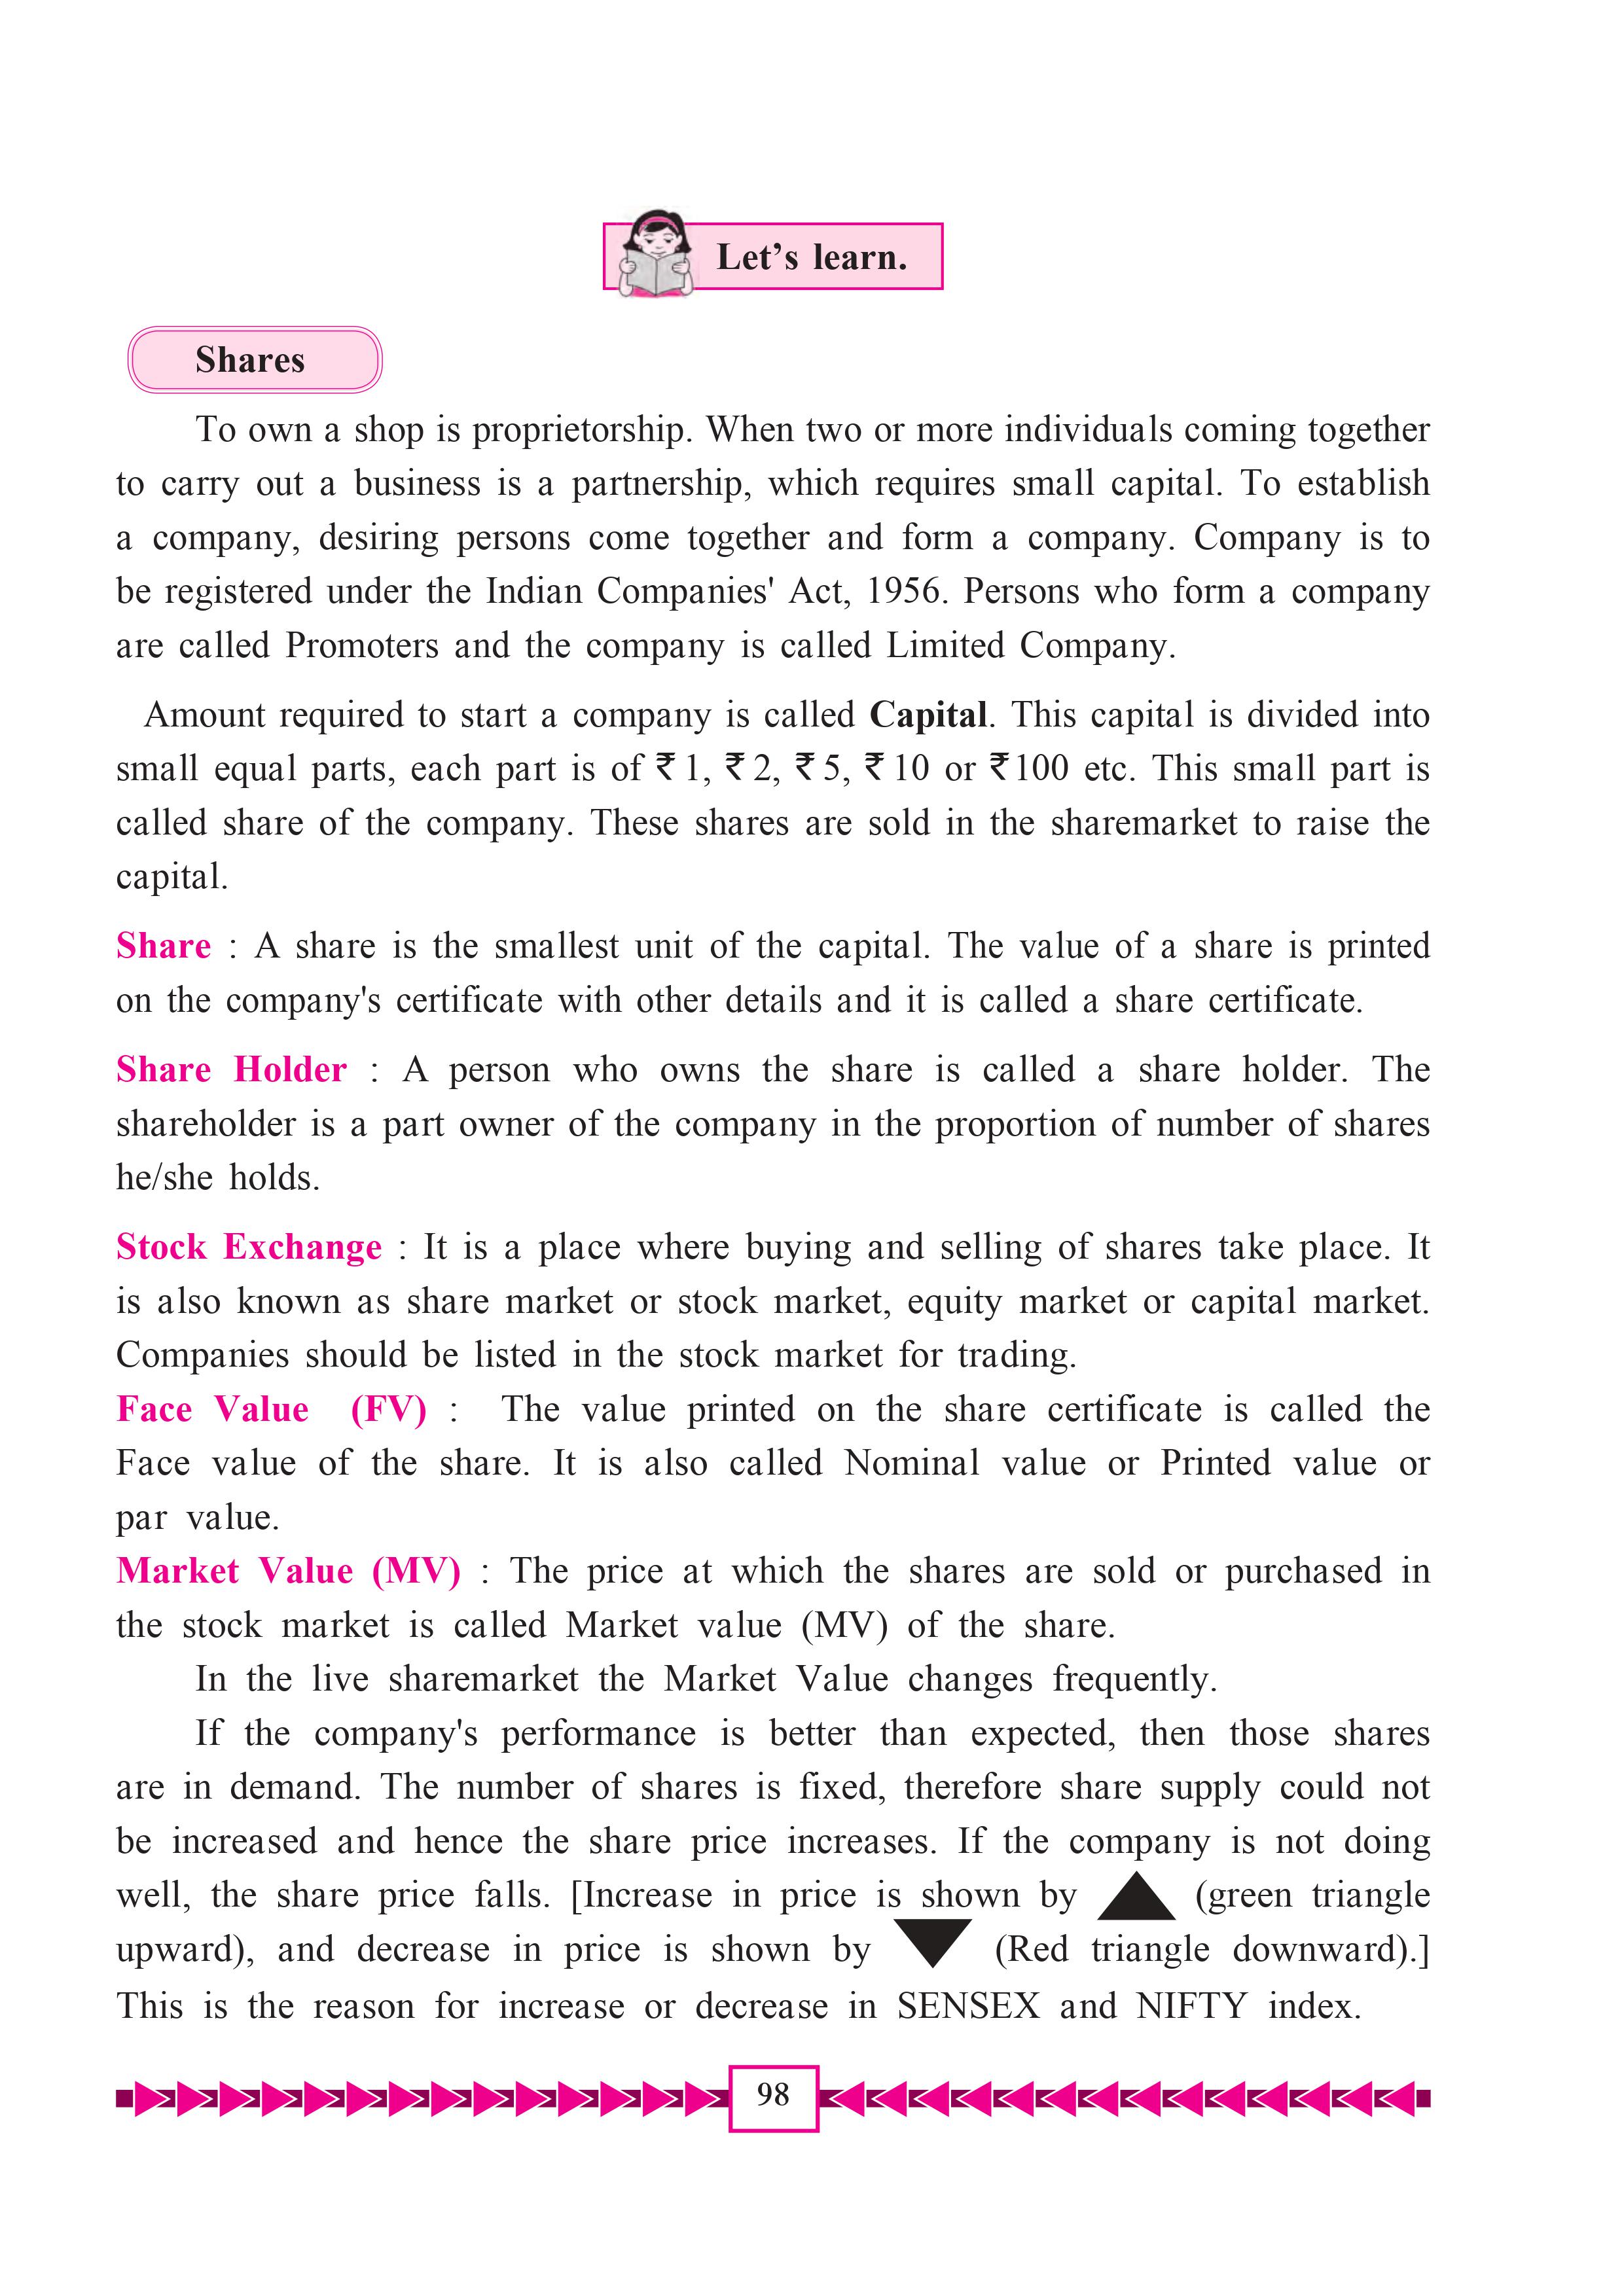 Let’s learn.
Shares
To own a shop is proprietorship. When two or more individuals coming together
to carry out a business is a partnership, which requires small capital. To establish
a company, desiring persons come together and form a company. Company is to
be registered under the Indian Companies' Act, 1956. Persons who form a company
are called Promoters and the company is called Limited Company.
Amount required to start a company is called Capital. This capital is divided into
small equal parts, each part is of ₹ 1, ₹ 2, ₹ 5, ₹ 10 or ₹100 etc. This small part is
called share of the company. These shares are sold in the sharemarket to raise the
capital.
Share : A share is the smallest unit of the capital. The value of a share is printed
on the company's certificate with other details and it is called a share certificate.
Share Holder : A person who owns the share is called a share holder. The
shareholder is a part owner of the company in the proportion of number of shares
he/she holds.
Stock Exchange : It is a place where buying and selling of shares take place. It
is also known as share market or stock market, equity market or capital market.
Companies should be listed in the stock market for trading.
Face Value (FV) : The value printed on the share certificate is called the
Face value of the share. It is also called Nominal value or Printed value or
par value.
Market Value (MV) : The price at which the shares are sold or purchased in
the stock market is called Market value (MV) of the share.
In the live sharemarket the Market Value changes frequently.
If the company's performance is better than expected, then those shares
are in demand. The number of shares is fixed, therefore share supply could not
be increased and hence the share price increases. If the company is not doing
well, the share price falls. [Increase in price is shown by ▲ (green triangle
upward), and decrease in price is shown by ▼ (Red triangle downward).]
This is the reason for increase or decrease in SENSEX and NIFTY index.
98